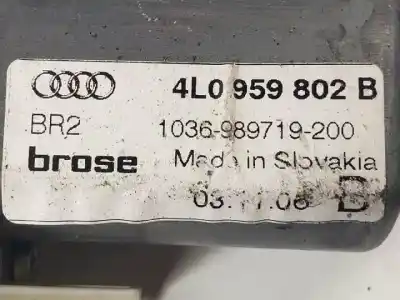 4L0 959 802 B
BR2 1036-989719-200
brose Made in Slovakia
B